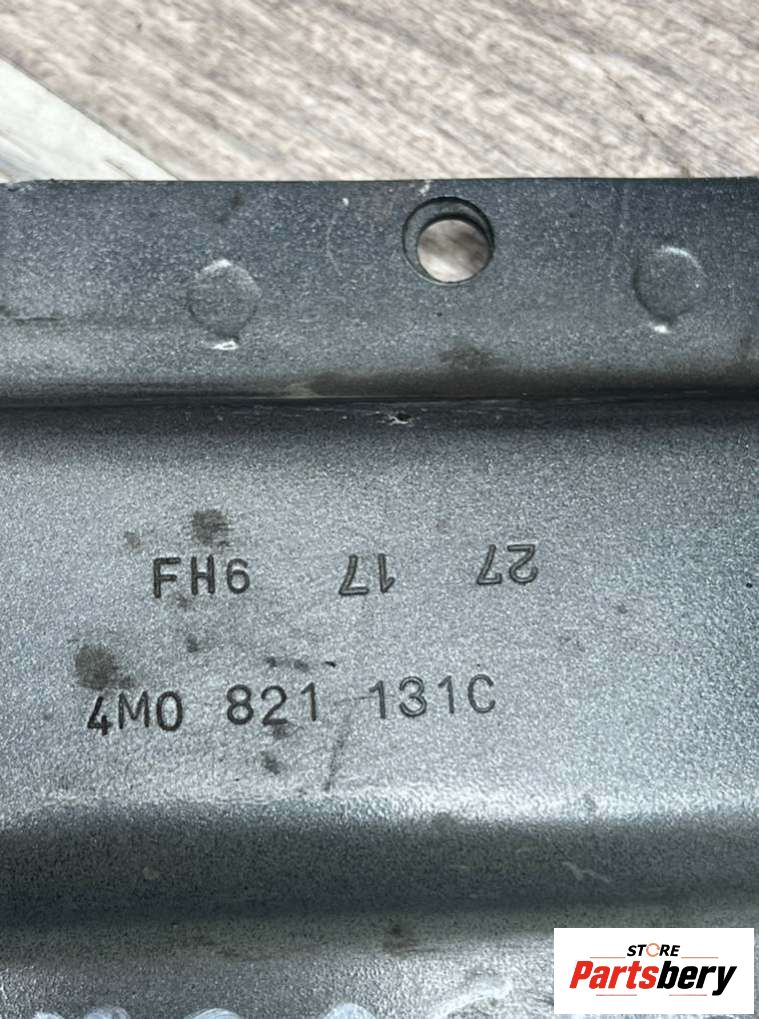 FH6 17 27
4M0 821 131C
STORE
Partsbery